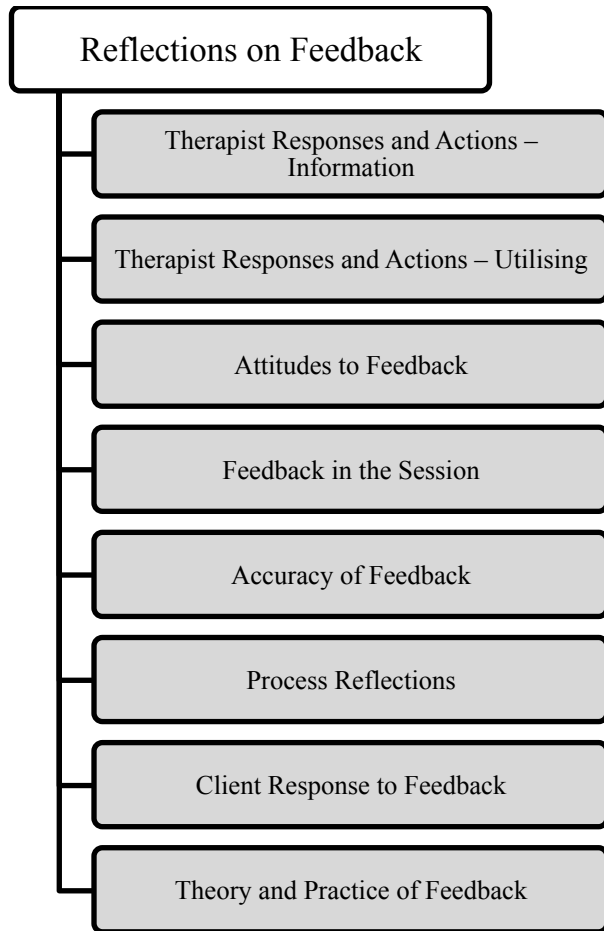 Reflections on Feedback
Therapist Responses and Actions –
Information
Therapist Responses and Actions – Utilising
Attitudes to Feedback
Feedback in the Session
Accuracy of Feedback
Process Reflections
Client Response to Feedback
Theory and Practice of Feedback